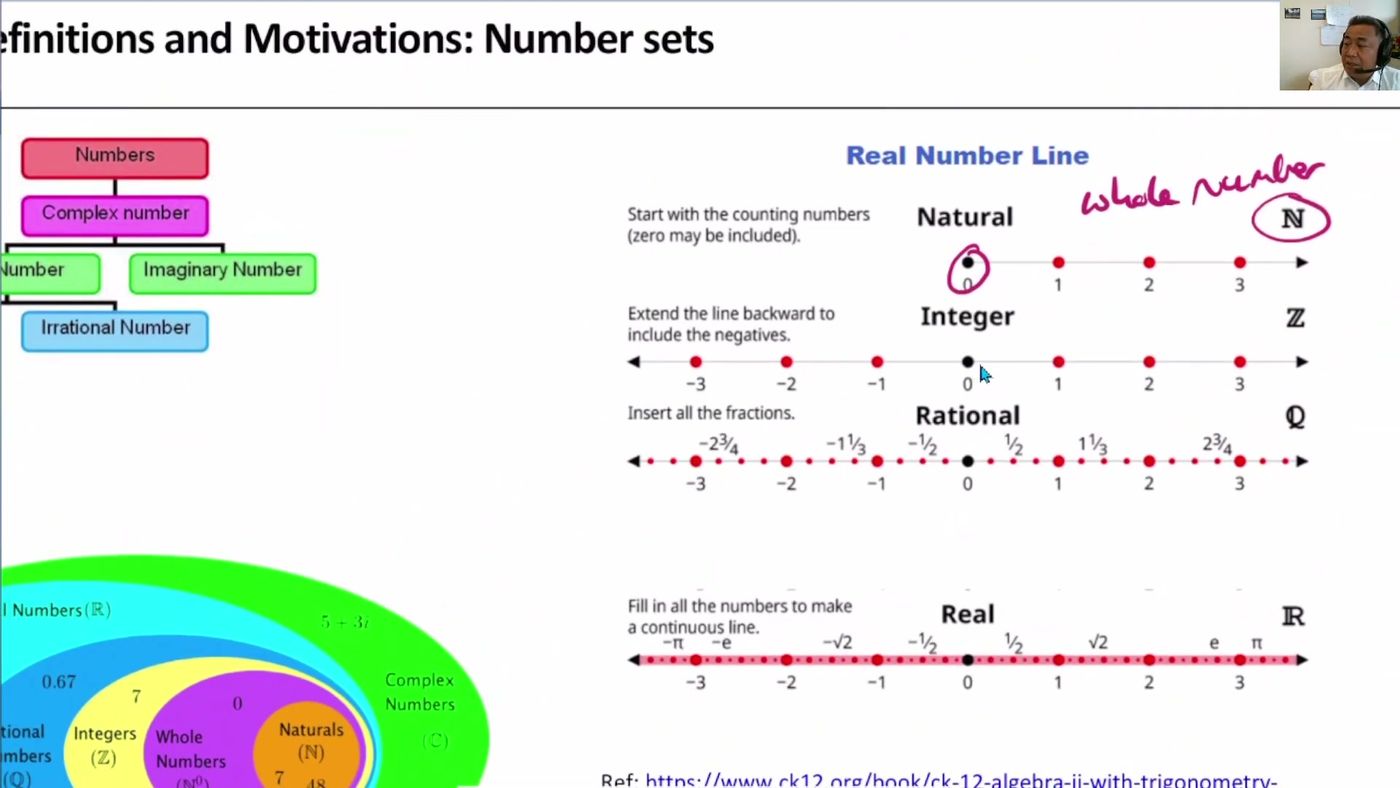 efinitions and Motivations: Number sets
Numbers
Complex number
Number
Imaginary Number
Irrational Number
Real Number Line
whole number
Start with the counting numbers
(zero may be included).
Natural
ℕ
0 1 2 3
Extend the line backward to
include the negatives.
Integer
ℤ
−3 −2 −1 0 1 2 3
Insert all the fractions.
Rational
ℚ
−2¾ −1⅓ −½ ½ 1⅓ 2¾
−3 −2 −1 0 1 2 3
Fill in all the numbers to make
a continuous line.
Real
ℝ
−π −e −√2 −½ ½ √2 e π
−3 −2 −1 0 1 2 3
l Numbers (ℝ)
5 + 3i
Complex
Numbers
(ℂ)
0.67
7
0
tional
mbers
(ℚ)
Integers
(ℤ)
Whole
Numbers
(ℕ⁰)
Naturals
(ℕ)
7 48
Ref: https://www.ck12.org/book/ck-12-algebra-ii-with-trigonometry-